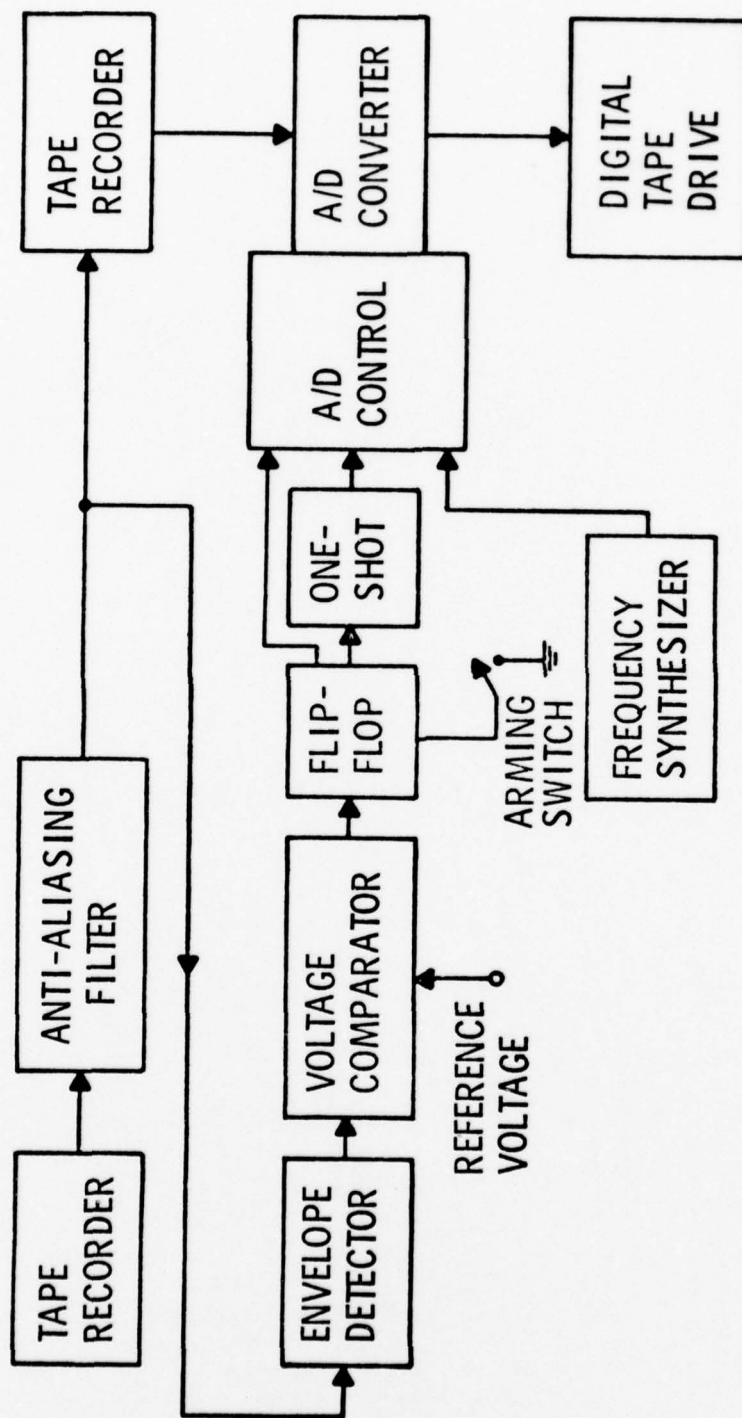 TAPE
RECORDER
ANTI-ALIASING
FILTER
TAPE
RECORDER
ENVELOPE
DETECTOR
VOLTAGE
COMPARATOR
FLIP-
FLOP
ONE-
SHOT
A/D
CONTROL
A/D
CONVERTER
REFERENCE
VOLTAGE
ARMING
SWITCH
FREQUENCY
SYNTHESIZER
DIGITAL
TAPE
DRIVE